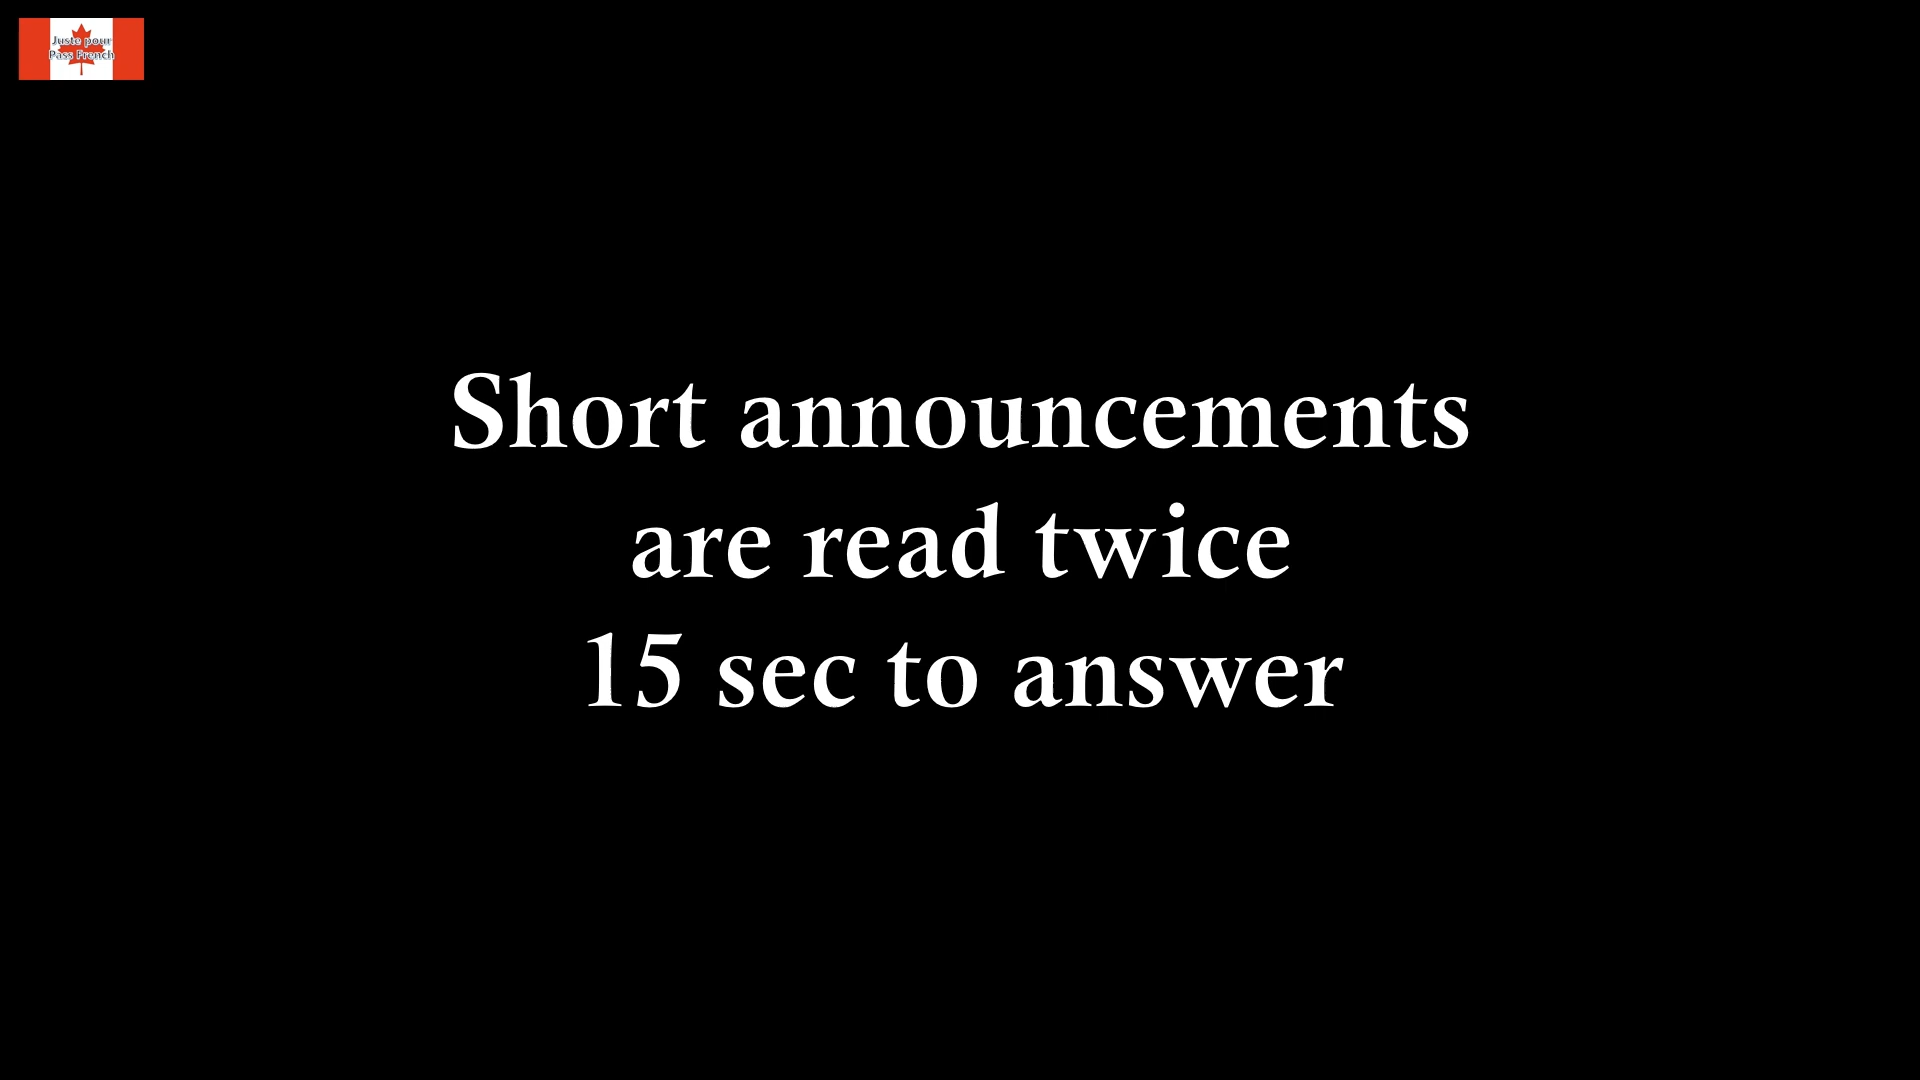 Juste pour
Pass French
Short announcements
are read twice
15 sec to answer